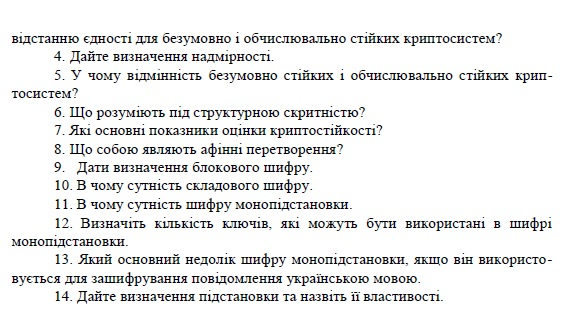 відстанню єдності для безумовно і обчислювально стійких криптосистем?
4. Дайте визначення надмірності.
5. У чому відмінність безумовно стійких і обчислювально стійких крип-
тосистем?
6. Що розуміють під структурною скритністю?
7. Які основні показники оцінки криптостійкості?
8. Що собою являють афінні перетворення?
9. Дати визначення блокового шифру.
10. В чому сутність складового шифру.
11. В чому сутність шифру монопідстановки.
12. Визначіть кількість ключів, які можуть бути використані в шифрі
монопідстановки.
13. Який основний недолік шифру монопідстановки, якщо він використо-
вується для зашифрування повідомлення українською мовою.
14. Дайте визначення підстановки та назвіть її властивості.